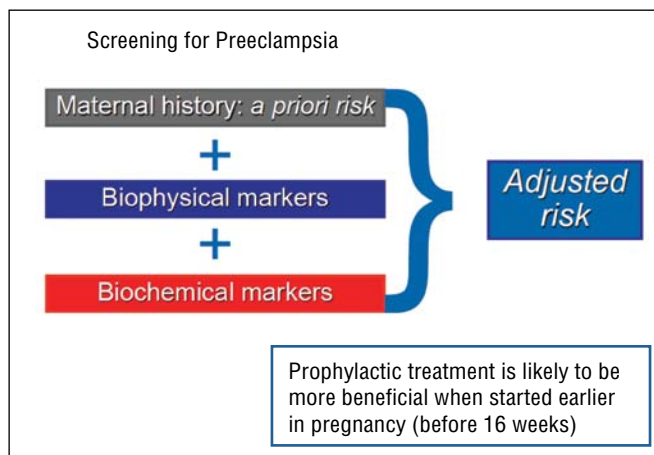 Screening for Preeclampsia
Maternal history: a priori risk
+
Biophysical markers
+
Biochemical markers
Adjusted
risk
Prophylactic treatment is likely to be
more beneficial when started earlier
in pregnancy (before 16 weeks)